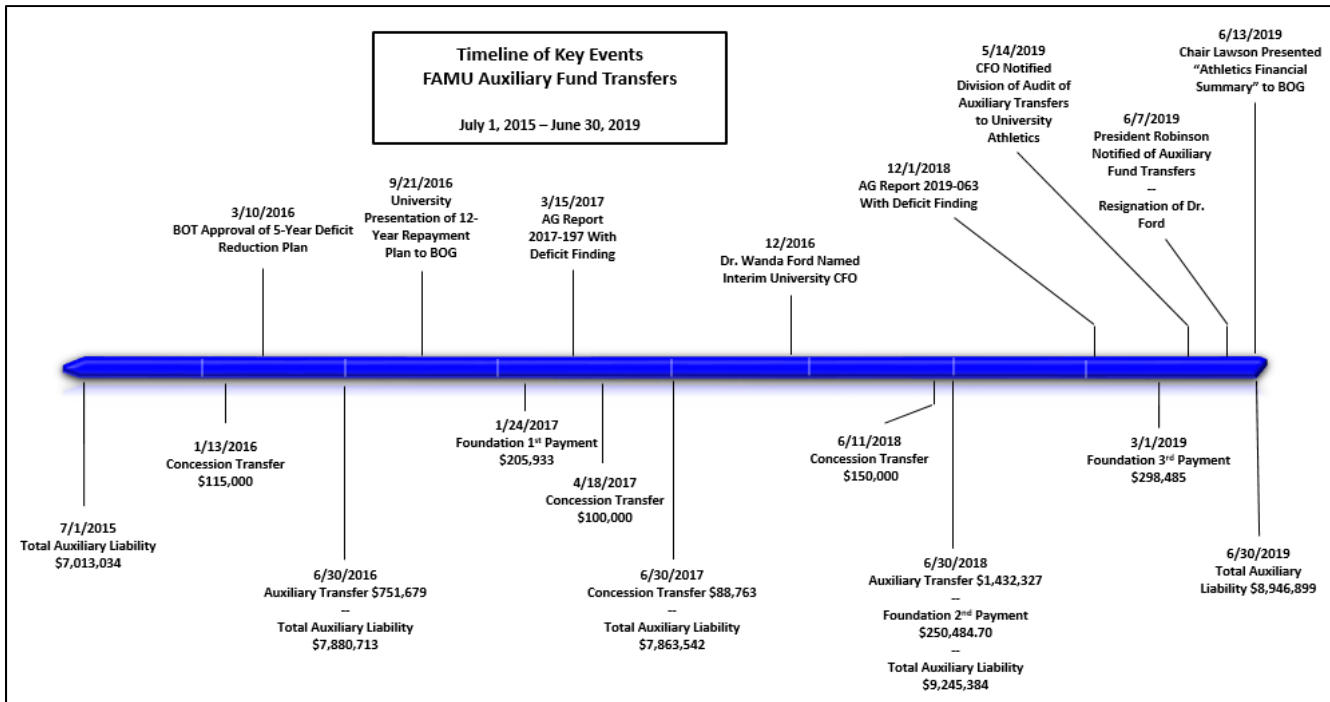 Timeline of Key Events
FAMU Auxiliary Fund Transfers
July 1, 2015 – June 30, 2019
3/10/2016
BOT Approval of 5-Year Deficit
Reduction Plan
9/21/2016
University
Presentation of 12-
Year Repayment
Plan to BOG
3/15/2017
AG Report
2017-197 With
Deficit Finding
12/2016
Dr. Wanda Ford Named
Interim University CFO
12/1/2018
AG Report 2019-063
With Deficit Finding
5/14/2019
CFO Notified
Division of Audit of
Auxiliary Transfers
to University
Athletics
6/7/2019
President Robinson
Notified of Auxiliary
Fund Transfers
--
Resignation of Dr.
Ford
6/13/2019
Chair Lawson Presented
“Athletics Financial
Summary” to BOG
7/1/2015
Total Auxiliary Liability
$7,013,034
1/13/2016
Concession Transfer
$115,000
6/30/2016
Auxiliary Transfer $751,679
--
Total Auxiliary Liability
$7,880,713
1/24/2017
Foundation 1st Payment
$205,933
4/18/2017
Concession Transfer
$100,000
6/30/2017
Concession Transfer $88,763
--
Total Auxiliary Liability
$7,863,542
6/11/2018
Concession Transfer
$150,000
6/30/2018
Auxiliary Transfer $1,432,327
--
Foundation 2nd Payment
$250,484.70
--
Total Auxiliary Liability
$9,245,384
3/1/2019
Foundation 3rd Payment
$298,485
6/30/2019
Total Auxiliary
Liability $8,946,899